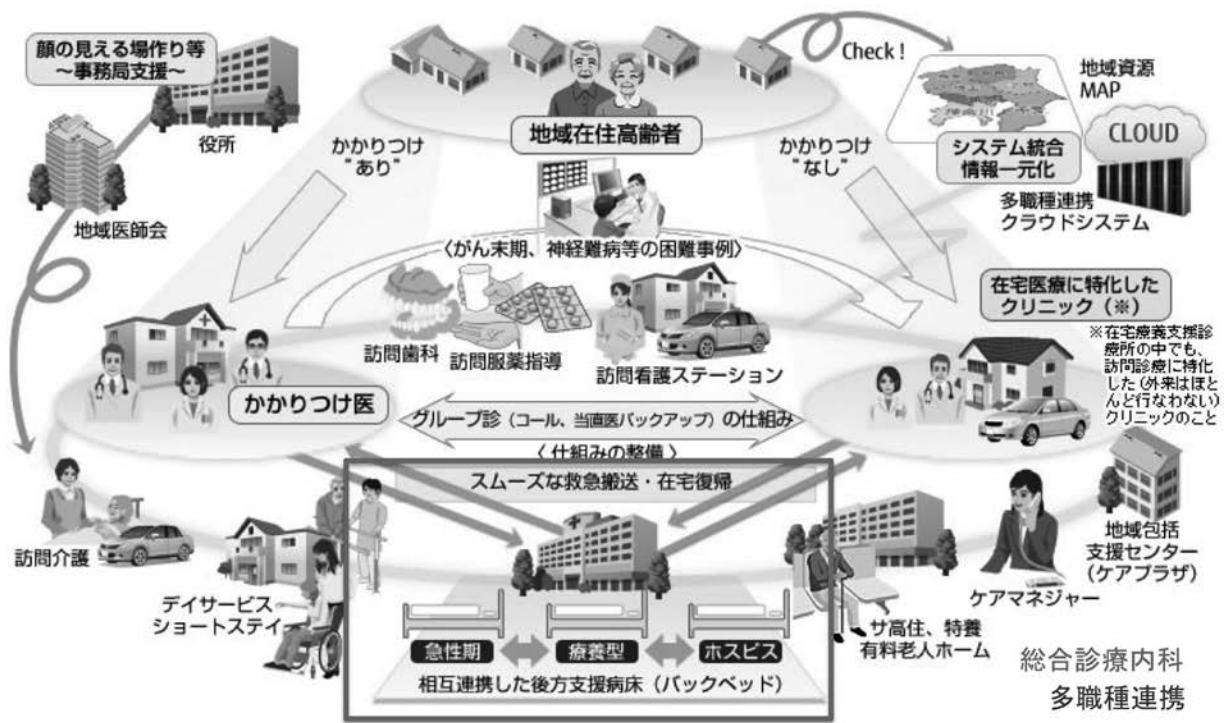 顔の見える場作り等
～事務局支援～
役所
地域医師会
地域在住高齢者
かかりつけ
"あり"
かかりつけ
"なし"
Check !
地域資源
MAP
CLOUD
システム統合
情報一元化
多職種連携
クラウドシステム
〈がん末期、神経難病等の困難事例〉
訪問歯科
訪問服薬指導
訪問看護ステーション
在宅医療に特化した
クリニック（※）
※在宅療養支援診
療所の中でも、
訪問診療に特化
した（外来はほと
んど行なわない）
クリニックのこと
かかりつけ医
グループ診（コール、当直医バックアップ）の仕組み
〈 仕組みの整備 〉
スムーズな救急搬送・在宅復帰
訪問介護
デイサービス
ショートステイ
急性期
療養型
ホスピス
相互連携した後方支援病床（バックベッド）
サ高住、特養
有料老人ホーム
ケアマネジャー
地域包括
支援センター
（ケアプラザ）
総合診療内科
多職種連携